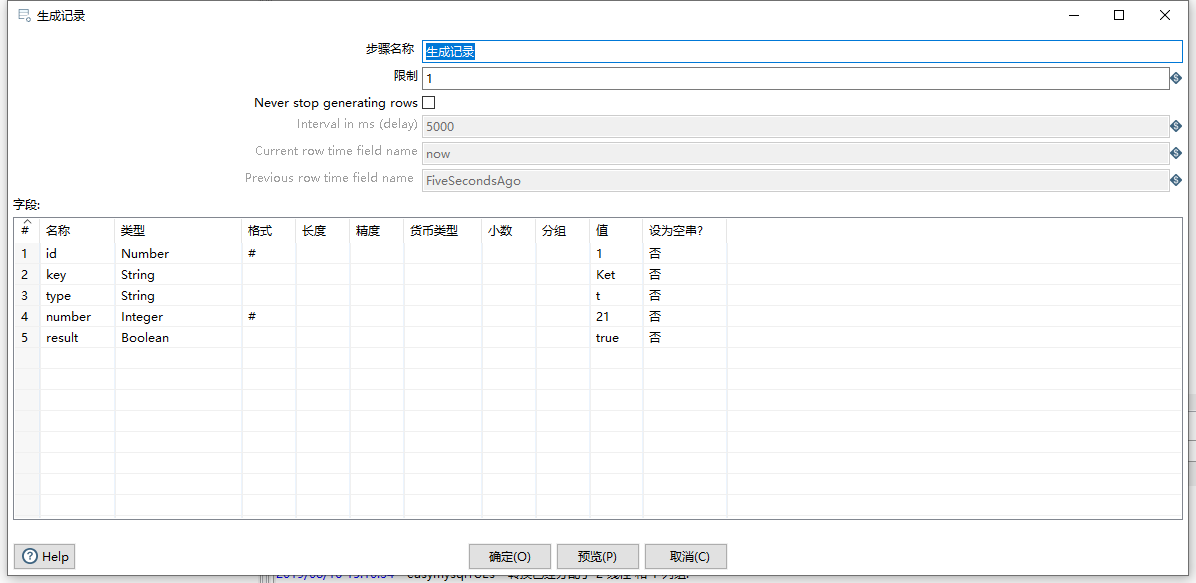 生成记录
步骤名称 生成记录
限制 1
Never stop generating rows
Interval in ms (delay) 5000
Current row time field name now
Previous row time field name FiveSecondsAgo
字段:
# 名称 类型 格式 长度 精度 货币类型 小数 分组 值 设为空串?
1 id Number # 1 否
2 key String Ket 否
3 type String t 否
4 number Integer # 21 否
5 result Boolean true 否
Help 确定(O) 预览(P) 取消(C)